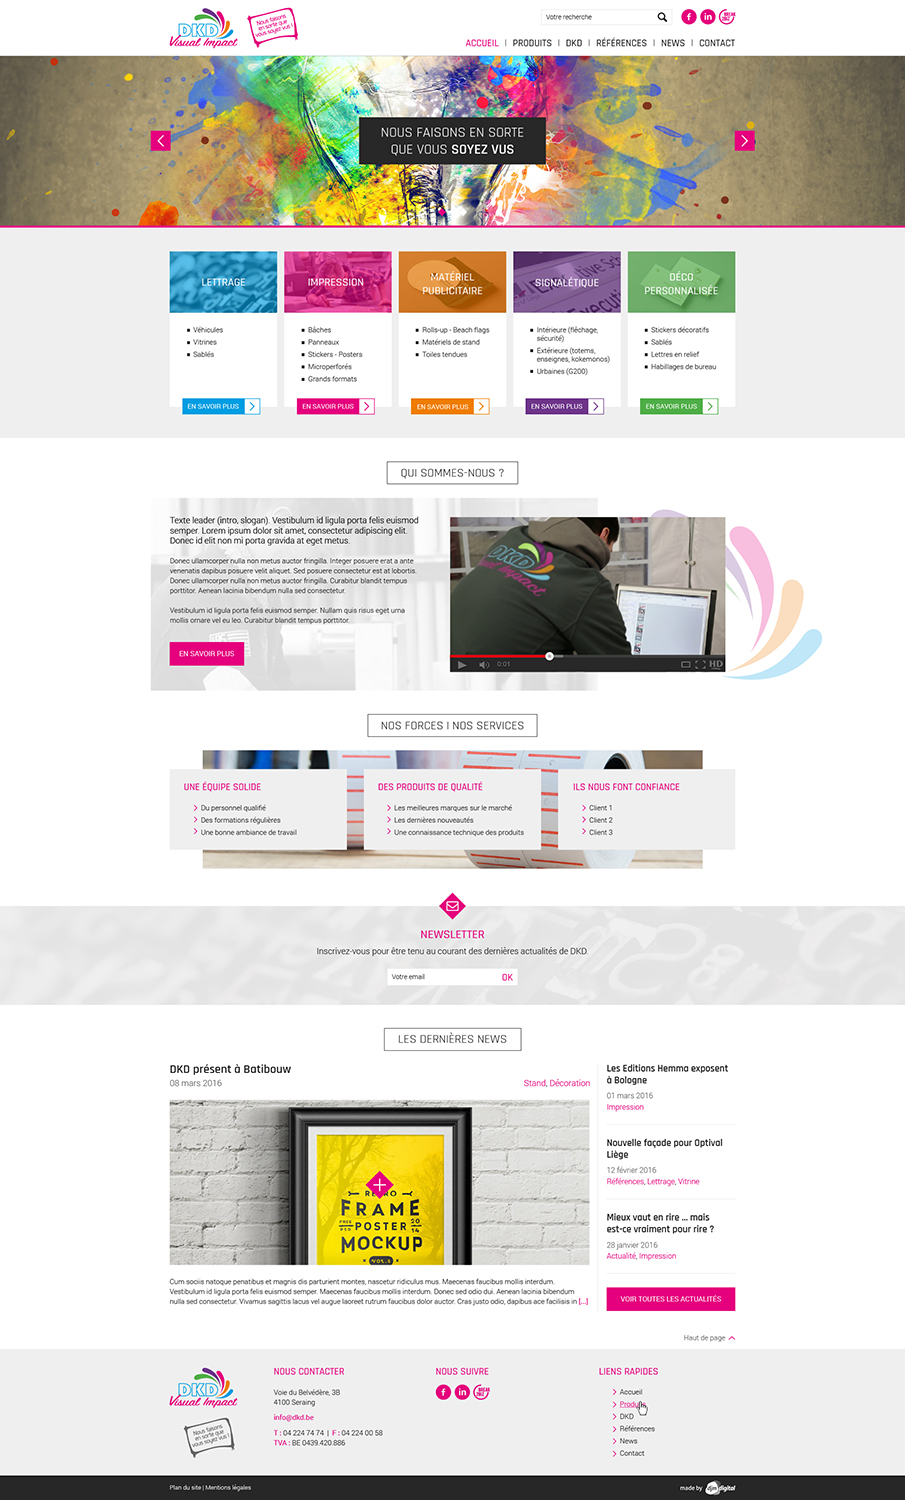 DKD
Visual Impact
Nous faisons
en sorte que
vous soyez vus !
Votre recherche
f in BREAK
ACCUEIL | PRODUITS | DKD | RÉFÉRENCES | NEWS | CONTACT
NOUS FAISONS EN SORTE
QUE VOUS SOYEZ VUS
LETTRAGE
Véhicules
Vitrines
Sablés
EN SAVOIR PLUS
IMPRESSION
Bâches
Panneaux
Stickers - Posters
Microperforés
Grands formats
EN SAVOIR PLUS
MATÉRIEL
PUBLICITAIRE
Rolls-up - Beach flags
Matériels de stand
Toiles tendues
EN SAVOIR PLUS
SIGNALÉTIQUE
Intérieure (fléchage,
sécurité)
Extérieure (totems,
enseignes, kokemonos)
Urbaines (G200)
EN SAVOIR PLUS
DÉCO
PERSONNALISÉE
Stickers décoratifs
Sablés
Lettres en relief
Habillages de bureau
EN SAVOIR PLUS
QUI SOMMES-NOUS ?
Texte leader (intro, slogan). Vestibulum id ligula porta felis euismod
semper. Lorem ipsum dolor sit amet, consectetur adipiscing elit.
Donec id elit non mi porta gravida at eget metus.
Donec ullamcorper nulla non metus auctor fringilla. Integer posuere erat a ante
venenatis dapibus posuere velit aliquet. Sed posuere consectetur est at lobortis.
Donec ullamcorper nulla non metus auctor fringilla. Curabitur blandit tempus
porttitor. Aenean lacinia bibendum nulla sed consectetur.
Vestibulum id ligula porta felis euismod semper. Nullam quis risus eget urna
mollis ornare vel eu leo. Curabitur blandit tempus porttitor.
EN SAVOIR PLUS
DKD
Visual Impact
0:01
HD
NOS FORCES | NOS SERVICES
UNE ÉQUIPE SOLIDE
Du personnel qualifié
Des formations régulières
Une bonne ambiance de travail
DES PRODUITS DE QUALITÉ
Les meilleures marques sur le marché
Les dernières nouveautés
Une connaissance technique des produits
ILS NOUS FONT CONFIANCE
Client 1
Client 2
Client 3
NEWSLETTER
Inscrivez-vous pour être tenu au courant des dernières actualités de DKD.
Votre email OK
LES DERNIÈRES NEWS
DKD présent à Batibouw
08 mars 2016 Stand, Décoration
RETRO
FRAME
FREE PSD POSTER 2014
MOCKUP
VOL.5
Cum sociis natoque penatibus et magnis dis parturient montes, nascetur ridiculus mus. Maecenas faucibus mollis interdum.
Vestibulum id ligula porta felis euismod semper. Maecenas faucibus mollis interdum. Donec sed odio dui. Aenean lacinia bibendum
nulla sed consectetur. Vivamus sagittis lacus vel augue laoreet rutrum faucibus dolor auctor. Cras justo odio, dapibus ace facilisis in [...]
Les Editions Hemma exposent
à Bologne
01 mars 2016
Impression
Nouvelle façade pour Optival
Liège
12 février 2016
Références, Lettrage, Vitrine
Mieux vaut en rire ... mais
est-ce vraiment pour rire ?
28 janvier 2016
Actualité, Impression
VOIR TOUTES LES ACTUALITÉS
Haut de page
DKD
Visual Impact
Nous faisons
en sorte que
vous soyez vus !
NOUS CONTACTER
Voie du Belvédère, 3B
4100 Seraing
info@dkd.be
T : 04 224 74 74 | F : 04 224 00 58
TVA : BE 0439.420.886
NOUS SUIVRE
f in BREAK
LIENS RAPIDES
Accueil
Produits
DKD
Références
News
Contact
Plan du site | Mentions légales
made by djm digital